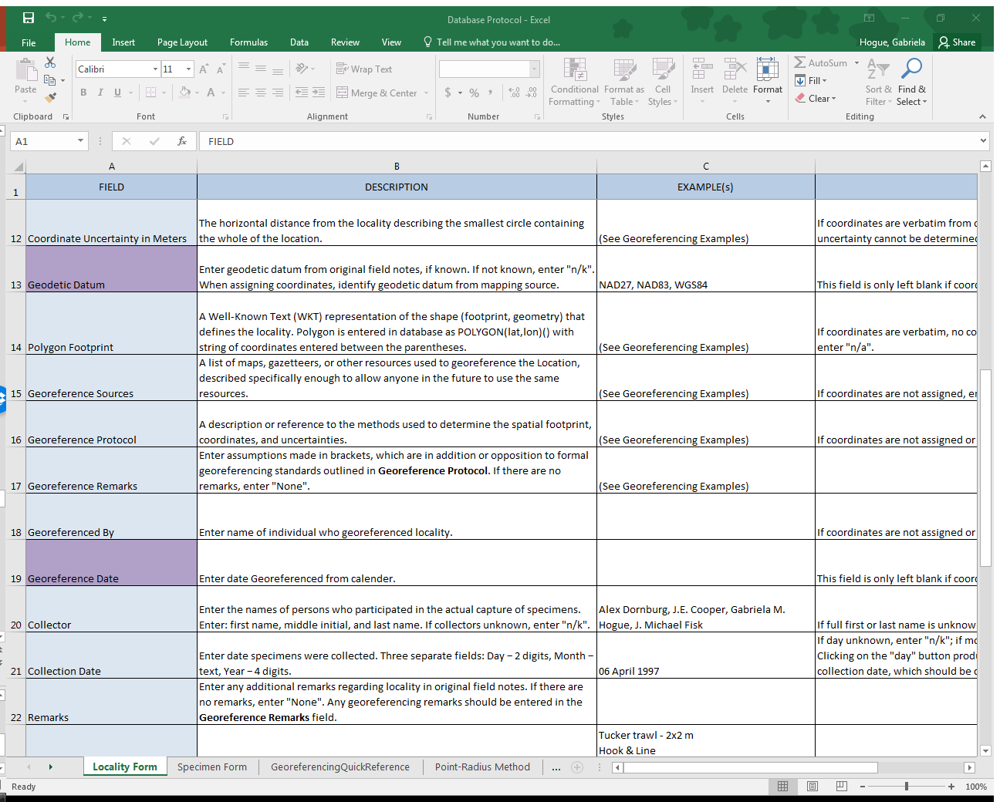 Database Protocol - Excel
File
Home
Insert
Page Layout
Formulas
Data
Review
View
Tell me what you want to do...
Hogue, Gabriela
Share
Paste
Calibri
11
A A
B I U
A
Wrap Text
Merge & Center
$ % ,
Conditional Formatting
Format as Table
Cell Styles
Insert
Delete
Format
AutoSum
Fill
Clear
Sort & Filter
Find & Select
Clipboard
Font
Alignment
Number
Styles
Cells
Editing
A1
fx
FIELD
A
B
C
1
FIELD
DESCRIPTION
EXAMPLE(s)
12
Coordinate Uncertainty in Meters
The horizontal distance from the locality describing the smallest circle containing
the whole of the location.
(See Georeferencing Examples)
If coordinates are verbatim from
uncertainty cannot be determined
13
Geodetic Datum
Enter geodetic datum from original field notes, if known. If not known, enter "n/k".
When assigning coordinates, identify geodetic datum from mapping source.
NAD27, NAD83, WGS84
This field is only left blank if coord
14
Polygon Footprint
A Well-Known Text (WKT) representation of the shape (footprint, geometry) that
defines the locality. Polygon is entered in database as POLYGON(lat,lon)() with
string of coordinates entered between the parentheses.
(See Georeferencing Examples)
If coordinates are verbatim, no co
enter "n/a".
15
Georeference Sources
A list of maps, gazetteers, or other resources used to georeference the Location,
described specifically enough to allow anyone in the future to use the same
resources.
(See Georeferencing Examples)
If coordinates are not assigned, en
16
Georeference Protocol
A description or reference to the methods used to determine the spatial footprint,
coordinates, and uncertainties.
(See Georeferencing Examples)
If coordinates are not assigned or
17
Georeference Remarks
Enter assumptions made in brackets, which are in addition or opposition to formal
georeferencing standards outlined in Georeference Protocol. If there are no
remarks, enter "None".
(See Georeferencing Examples)
18
Georeferenced By
Enter name of individual who georeferenced locality.
If coordinates are not assigned or
19
Georeference Date
Enter date Georeferenced from calender.
This field is only left blank if coord
20
Collector
Enter the names of persons who participated in the actual capture of specimens.
Enter: first name, middle initial, and last name. If collectors unknown, enter "n/k".
Alex Dornburg, J.E. Cooper, Gabriela M.
Hogue, J. Michael Fisk
If full first or last name is unknow
21
Collection Date
Enter date specimens were collected. Three separate fields: Day – 2 digits, Month –
text, Year – 4 digits.
06 April 1997
If day unknown, enter "n/k"; if mo
Clicking on the "day" button produ
collection date, which should be
22
Remarks
Enter any additional remarks regarding locality in original field notes. If there are
no remarks, enter "None". Any georeferencing remarks should be entered in the
Georeference Remarks field.
Tucker trawl - 2x2 m
Hook & Line
Locality Form
Specimen Form
GeoreferencingQuickReference
Point-Radius Method
...
Ready
100%